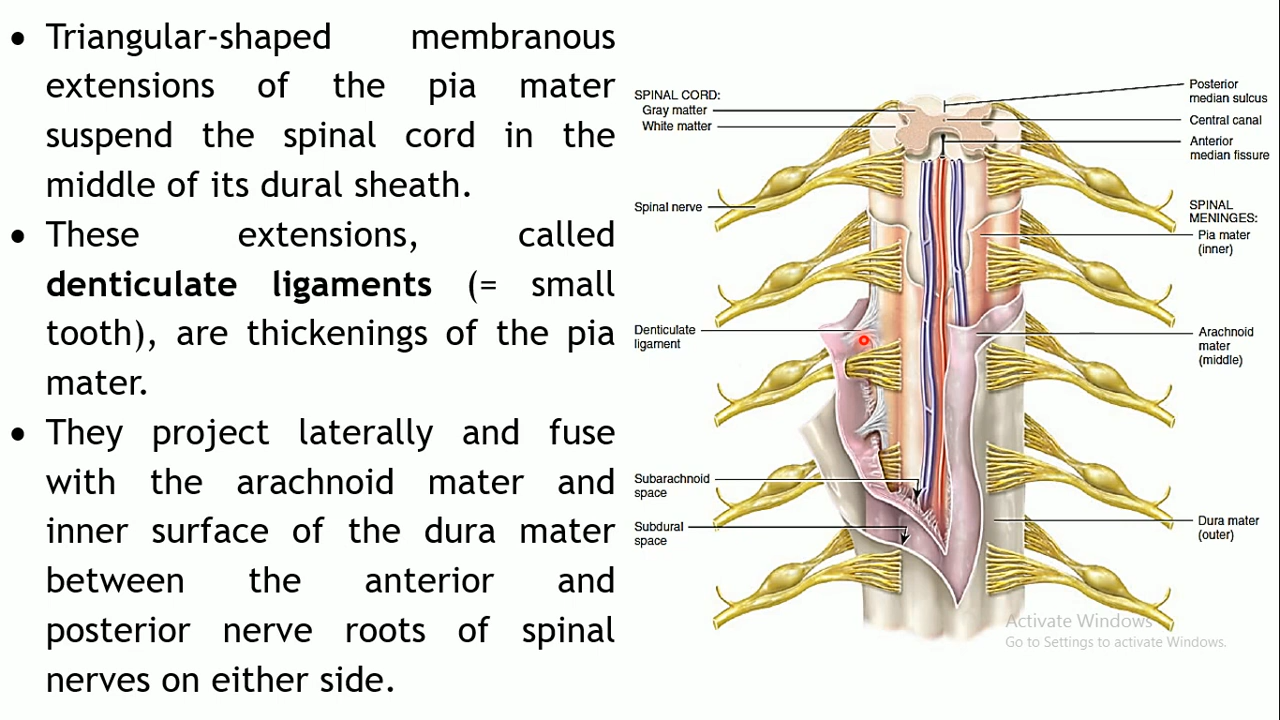 • Triangular-shaped membranous
extensions of the pia mater
suspend the spinal cord in the
middle of its dural sheath.
• These extensions, called
denticulate ligaments (= small
tooth), are thickenings of the pia
mater.
• They project laterally and fuse
with the arachnoid mater and
inner surface of the dura mater
between the anterior and
posterior nerve roots of spinal
nerves on either side.
SPINAL CORD:
Gray matter
White matter
Spinal nerve
Denticulate
ligament
Subarachnoid
space
Subdural
space
Posterior
median sulcus
Central canal
Anterior
median fissure
SPINAL
MENINGES:
Pia mater
(inner)
Arachnoid
mater
(middle)
Dura mater
(outer)
Activate Windows
Go to Settings to activate Windows.